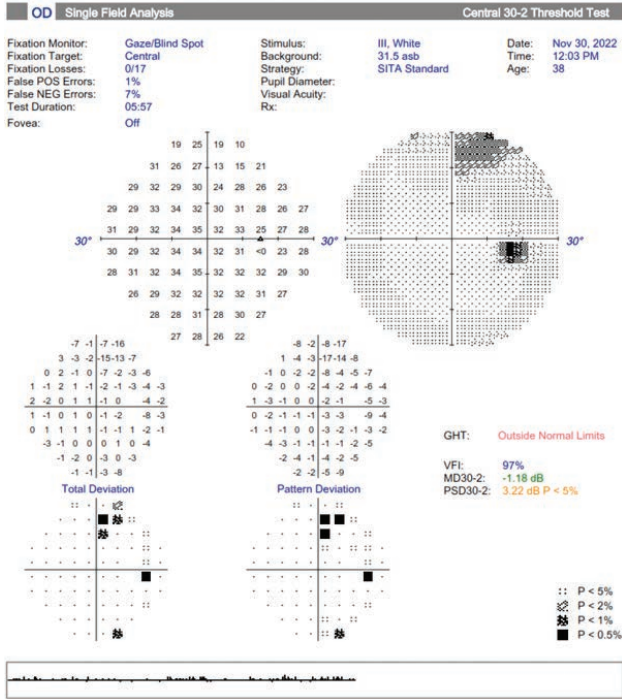 OD Single Field Analysis Central 30-2 Threshold Test
Fixation Monitor: Gaze/Blind Spot Stimulus: III, White Date: Nov 30, 2022
Fixation Target: Central Background: 31.5 asb Time: 12:03 PM
Fixation Losses: 0/17 Strategy: SITA Standard Age: 38
False POS Errors: 1% Pupil Diameter:
False NEG Errors: 7% Visual Acuity:
Test Duration: 05:57 Rx:
Fovea: Off
19 25 19 10
31 26 27 13 15 21
29 32 29 30 24 28 26 23
29 29 33 34 32 30 31 28 26 27
31 29 32 34 35 32 33 25 27 28
30° 30° 30°
30 29 32 34 34 32 31 <0 23 28
28 31 32 34 35 32 32 32 29 30
26 29 32 32 32 32 31 27
28 28 31 28 30 27
27 28 26 22
-7 -1 -7 -16 -8 -2 -8 -17
3 -3 -2 -15 -13 -7 1 -4 -3 -17 -14 -8
0 2 -1 0 -7 -2 -3 -6 -1 0 -2 -2 -8 -4 -5 -7
1 -1 2 1 0 -2 -1 -2 -4 -3 0 -2 0 0 -2 -4 -2 -4 -6 -4
2 -2 0 1 1 -1 0 -4 -2 0 -3 -1 0 0 -2 -1 -5 -3
1 -1 0 1 0 -1 -2 -8 -3 0 -3 -2 -1 -1 -3 -3 -9 -4
0 1 1 1 1 -1 -1 0 -2 -1 -1 -1 -1 0 0 -3 -2 -1 -4 -2
-3 -1 0 0 0 1 0 -4 -4 -2 -1 -1 -2 -1 -2 -5
-1 -2 0 -3 0 -3 -2 -4 -1 -5 -2 -5
-1 -1 -3 -8 -2 -2 -5 -9
GHT: Outside Normal Limits
VFI: 97%
MD30-2: -1.18 dB
PSD30-2: 3.22 dB P < 5%
Total Deviation Pattern Deviation
P < 5%
P < 2%
P < 1%
P < 0.5%